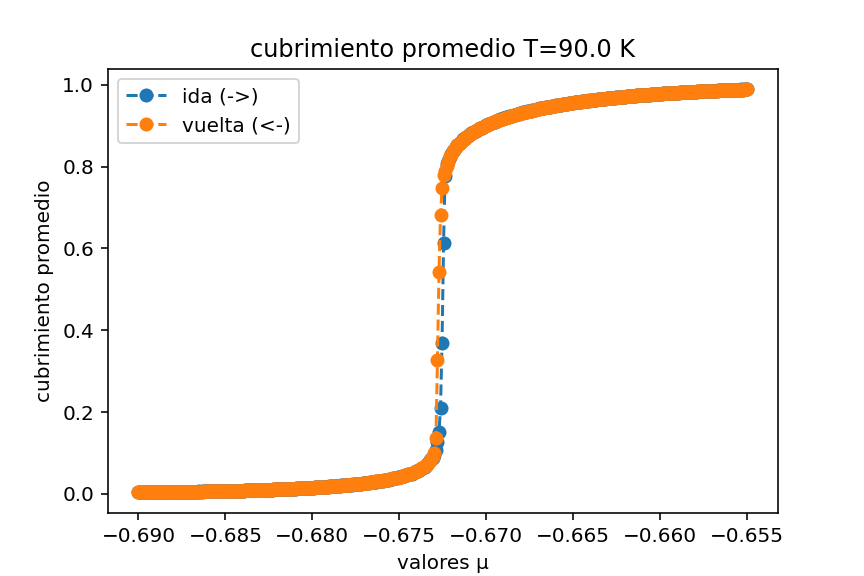 cubrimiento promedio T=90.0 K
ida (->)
vuelta (<-)
cubrimiento promedio
1.0
0.8
0.6
0.4
0.2
0.0
−0.690 −0.685 −0.680 −0.675 −0.670 −0.665 −0.660 −0.655
valores μ